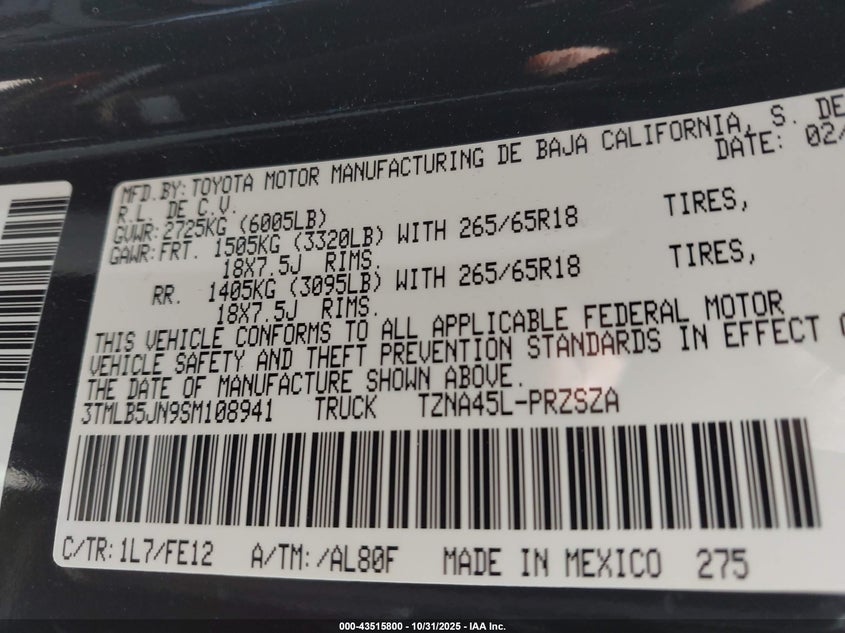 MFD.BY:TOYOTA MOTOR MANUFACTURING DE BAJA CALIFORNIA, S. DE
R.L. DE C.V. DATE: 02/
GVWR:2725KG (6005LB)
GAWR:FRT. 1505KG (3320LB) WITH 265/65R18 TIRES,
18X7.5J RIMS.
RR. 1405KG (3095LB) WITH 265/65R18 TIRES,
18X7.5J RIMS.
THIS VEHICLE CONFORMS TO ALL APPLICABLE FEDERAL MOTOR
VEHICLE SAFETY AND THEFT PREVENTION STANDARDS IN EFFECT
THE DATE OF MANUFACTURE SHOWN ABOVE.
3TMLB5JN9SM108941 TRUCK TZNA45L-PRZSZA
C/TR:1L7/FE12 A/TM:/AL80F MADE IN MEXICO 275
000-43515800 - 10/31/2025 - IAA Inc.